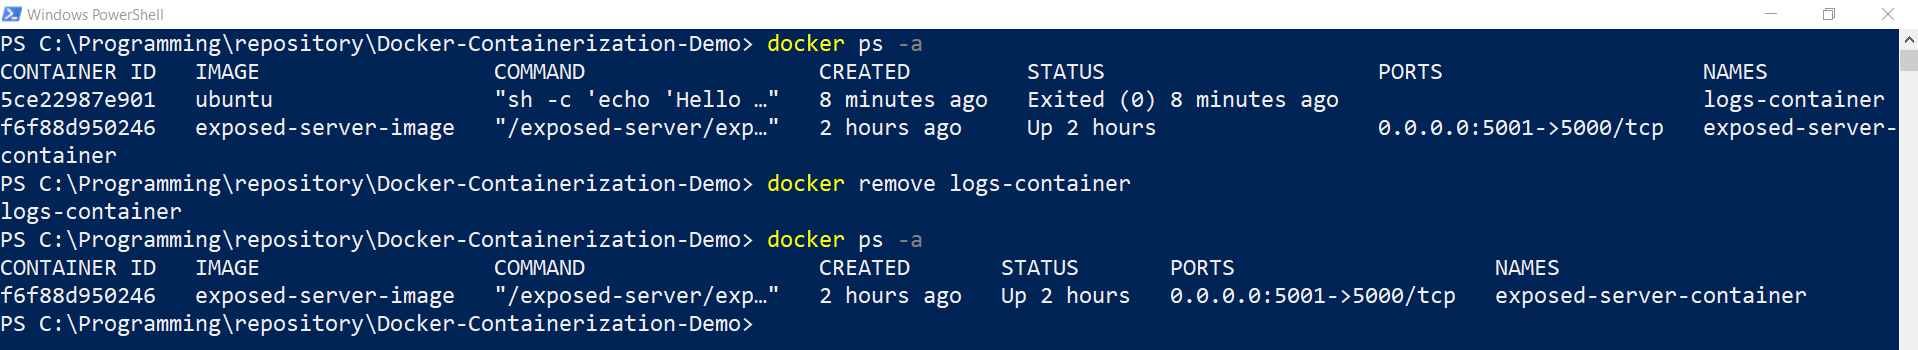 Windows PowerShell
PS C:\Programming\repository\Docker-Containerization-Demo> docker ps -a
CONTAINER ID   IMAGE                  COMMAND                  CREATED         STATUS                     PORTS                    NAMES
5ce22987e901   ubuntu                 "sh -c 'echo 'Hello …"   8 minutes ago   Exited (0) 8 minutes ago                            logs-container
f6f88d950246   exposed-server-image   "/exposed-server/exp…"   2 hours ago     Up 2 hours                 0.0.0.0:5001->5000/tcp   exposed-server-
container
PS C:\Programming\repository\Docker-Containerization-Demo> docker remove logs-container
logs-container
PS C:\Programming\repository\Docker-Containerization-Demo> docker ps -a
CONTAINER ID   IMAGE                  COMMAND                  CREATED       STATUS       PORTS                    NAMES
f6f88d950246   exposed-server-image   "/exposed-server/exp…"   2 hours ago   Up 2 hours   0.0.0.0:5001->5000/tcp   exposed-server-container
PS C:\Programming\repository\Docker-Containerization-Demo>